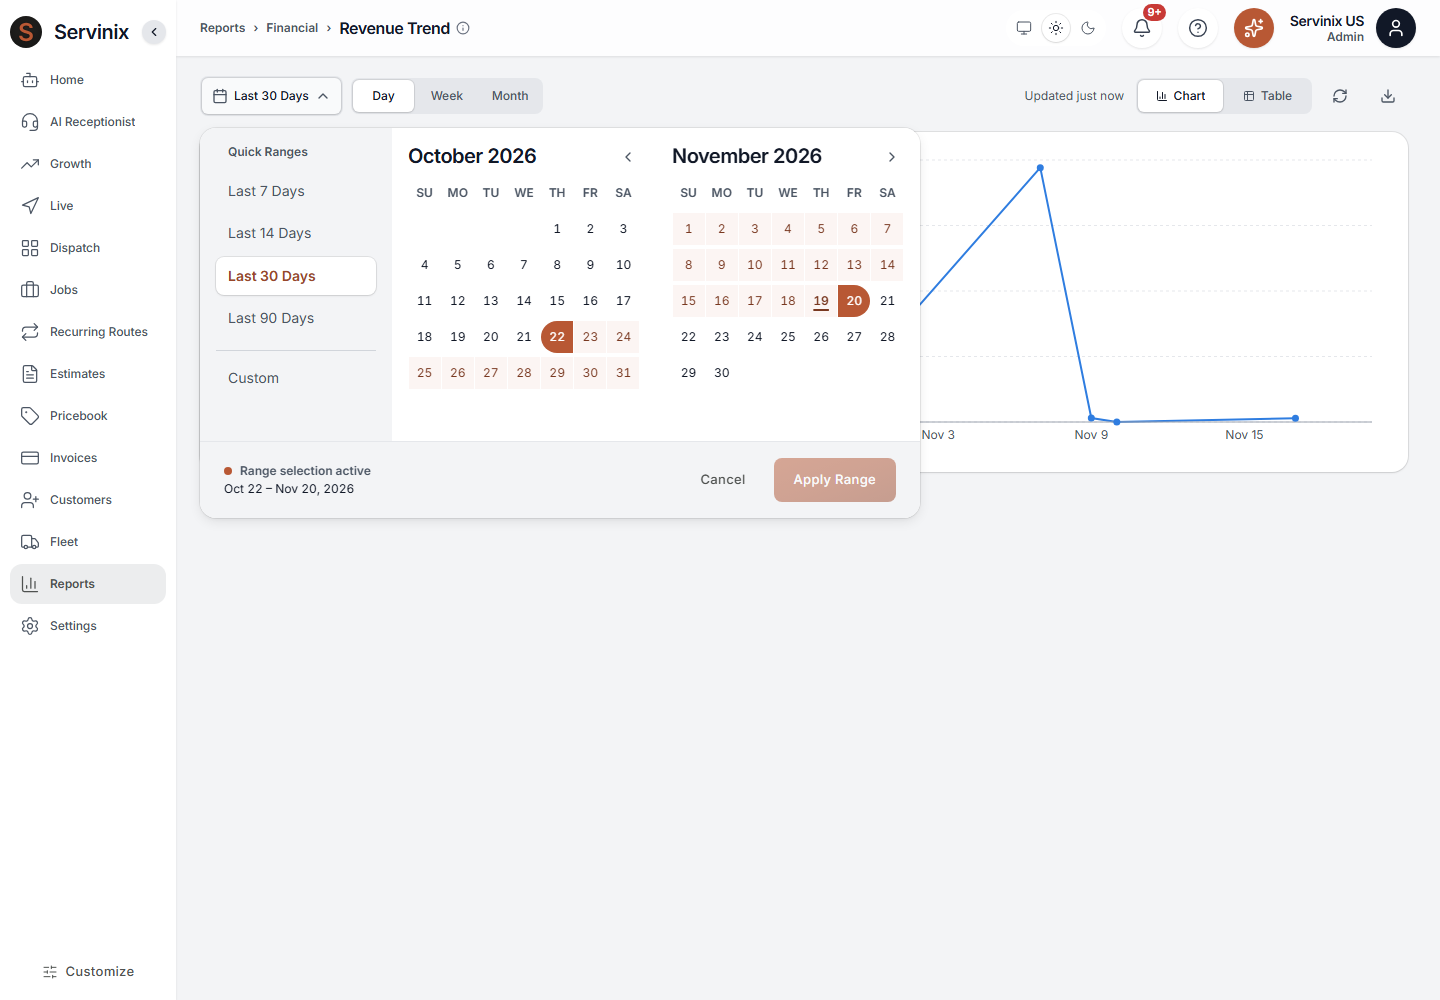 Servinix
Home
AI Receptionist
Growth
Live
Dispatch
Jobs
Recurring Routes
Estimates
Pricebook
Invoices
Customers
Fleet
Reports
Settings
Customize
Reports › Financial › Revenue Trend
9+
Servinix US
Admin
Last 30 Days
Day Week Month
Updated just now
Chart Table
Quick Ranges
Last 7 Days
Last 14 Days
Last 30 Days
Last 90 Days
Custom
October 2026
SU MO TU WE TH FR SA
1 2 3
4 5 6 7 8 9 10
11 12 13 14 15 16 17
18 19 20 21 22 23 24
25 26 27 28 29 30 31
November 2026
SU MO TU WE TH FR SA
1 2 3 4 5 6 7
8 9 10 11 12 13 14
15 16 17 18 19 20 21
22 23 24 25 26 27 28
29 30
Range selection active
Oct 22 – Nov 20, 2026
Cancel
Apply Range
Nov 3 Nov 9 Nov 15